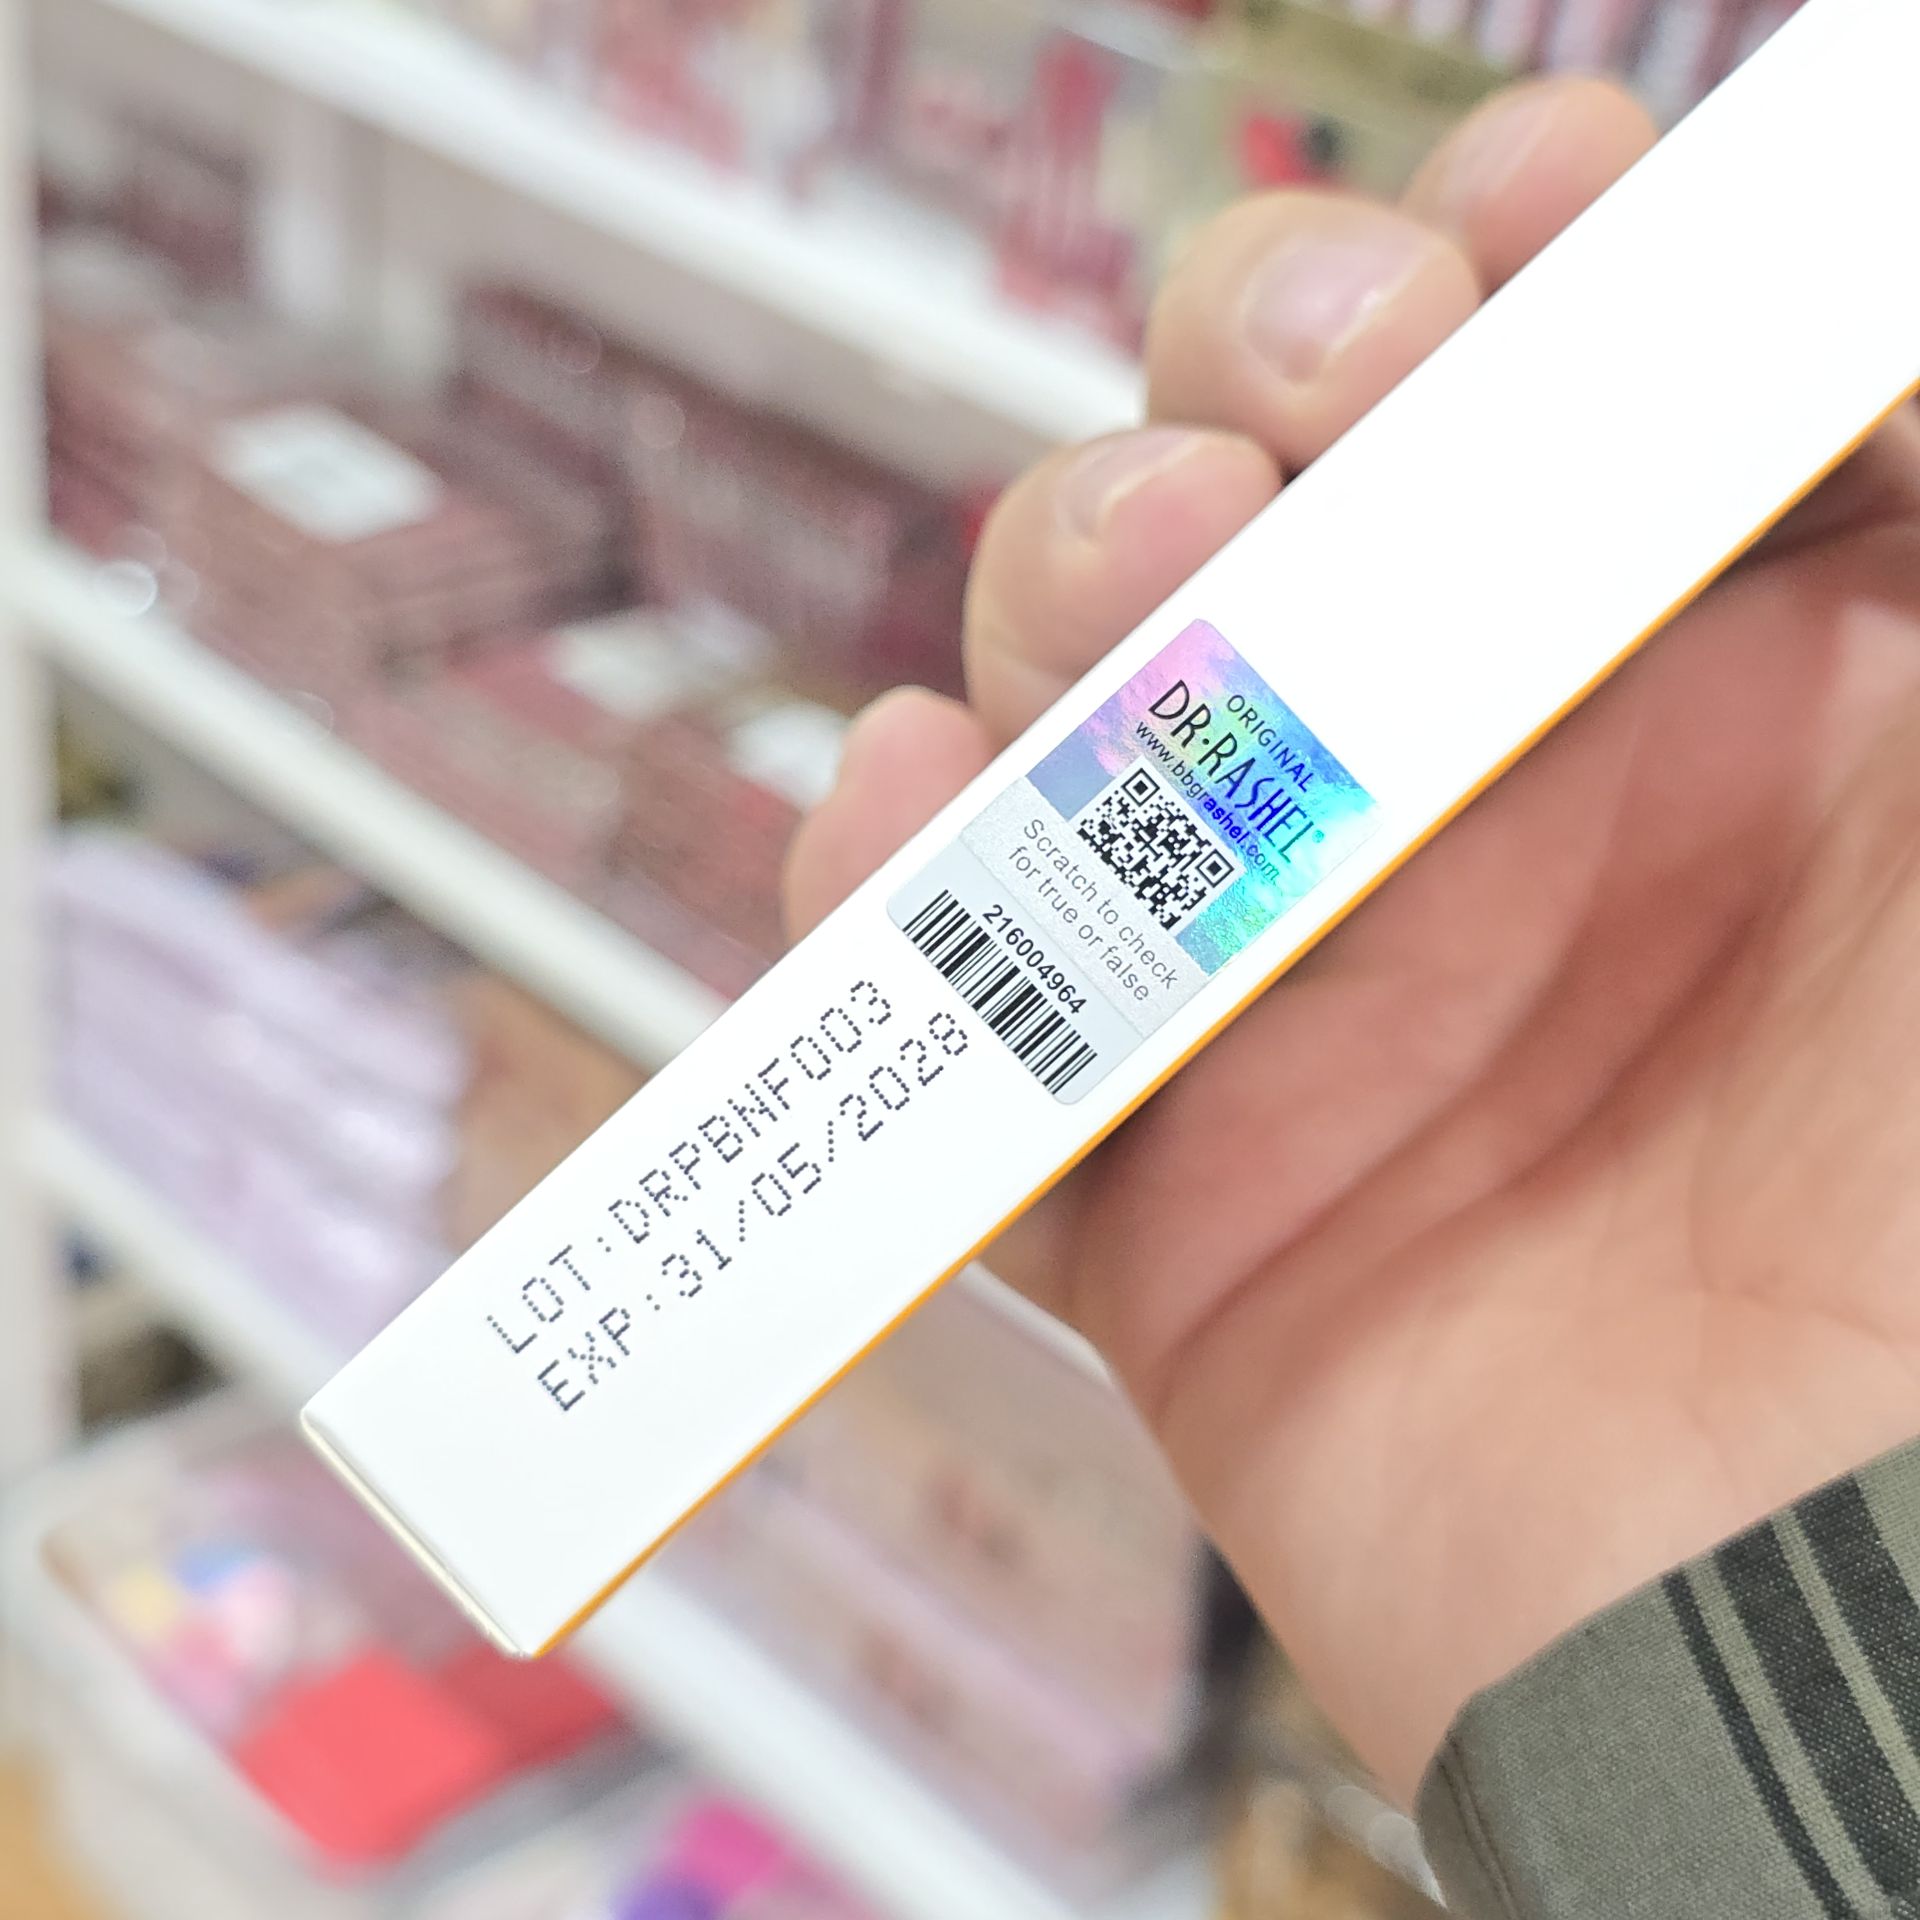 ORIGINAL
DR·RASHEL®
www.bbgrashel.com
Scratch to check
for true or false
216004964
LOT:DRPBNF003
EXP:31/05/2028